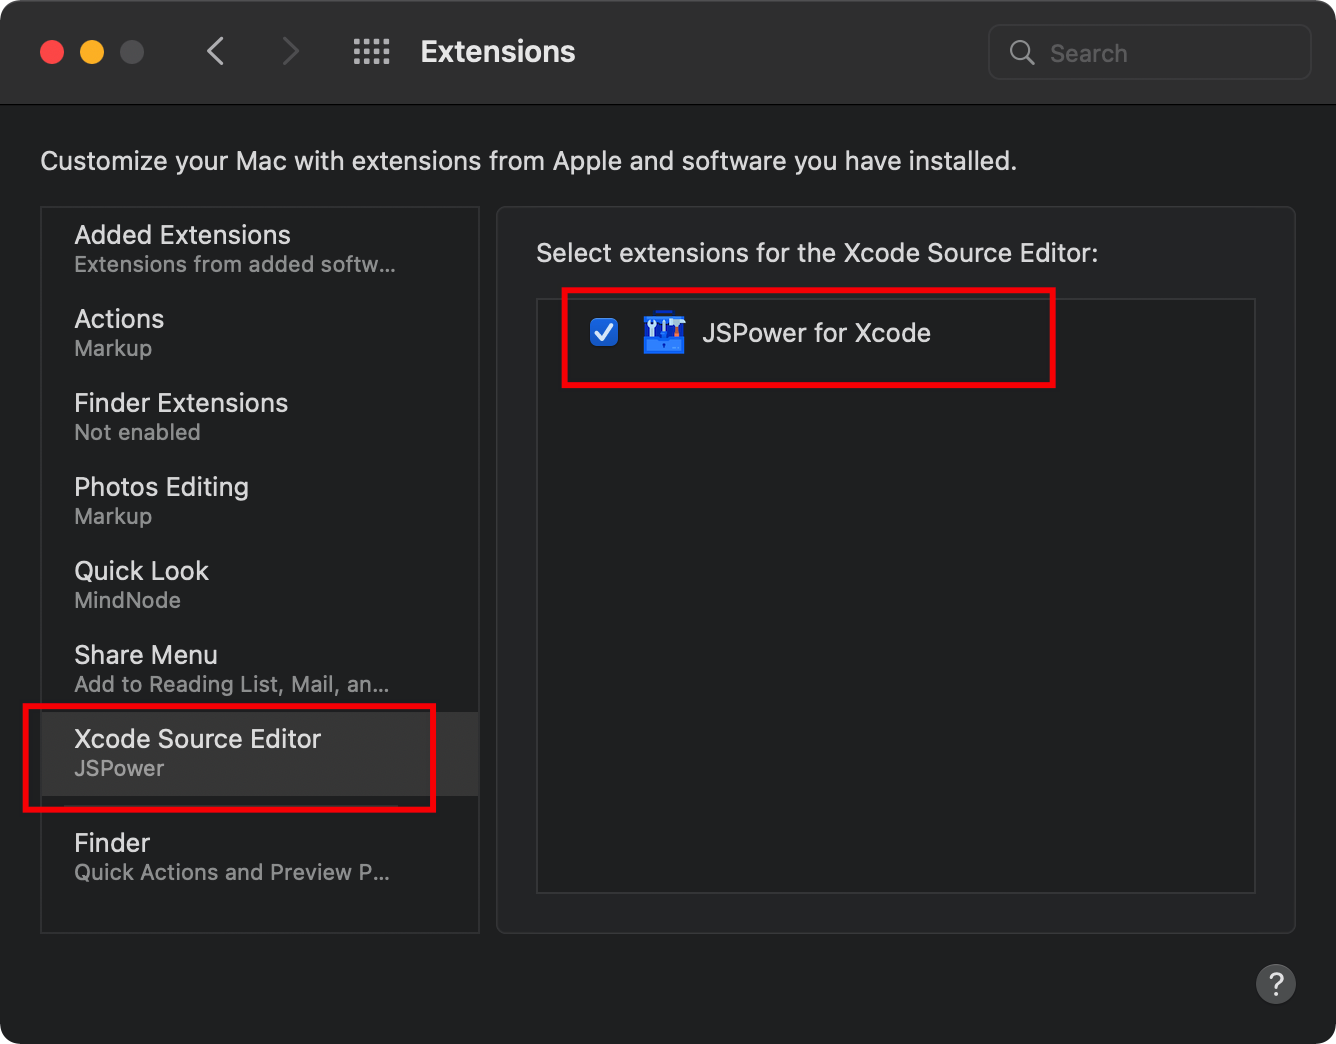 Extensions
Search
Customize your Mac with extensions from Apple and software you have installed.
Added Extensions
Extensions from added softw...
Actions
Markup
Finder Extensions
Not enabled
Photos Editing
Markup
Quick Look
MindNode
Share Menu
Add to Reading List, Mail, an...
Xcode Source Editor
JSPower
Finder
Quick Actions and Preview P...
Select extensions for the Xcode Source Editor:
JSPower for Xcode
?